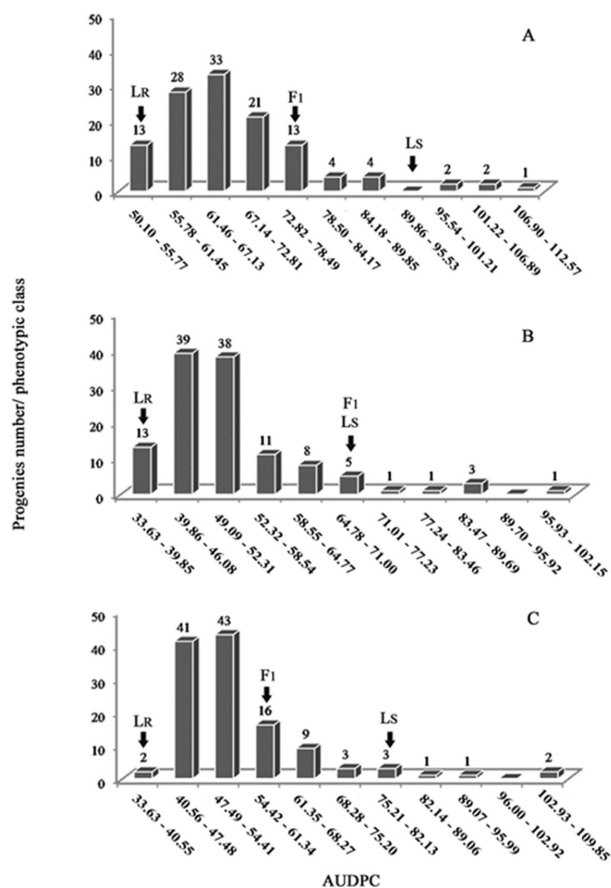 Progenics number/ phenotypic class
A
50
40
30
20
10
0
LR
F1
LS
13
28
33
21
13
4
4
2
2
1
50.10 - 55.77
55.78 - 61.45
61.46 - 67.13
67.14 - 72.81
72.82 - 78.49
78.50 - 84.17
84.18 - 89.85
89.86 - 95.53
95.54 - 101.21
101.22 - 106.89
106.90 - 112.57
B
50
40
30
20
10
0
LR
F1
LS
13
39
38
11
8
5
1
1
3
1
33.63 - 39.85
39.86 - 46.08
49.09 - 52.31
52.32 - 58.54
58.55 - 64.77
64.78 - 71.00
71.01 - 77.23
77.24 - 83.46
83.47 - 89.69
89.70 - 95.92
95.93 - 102.15
C
50
40
30
20
10
0
LR
F1
LS
2
41
43
16
9
3
3
1
1
2
33.63 - 40.55
40.56 - 47.48
47.49 - 54.41
54.42 - 61.34
61.35 - 68.27
68.28 - 75.20
75.21 - 82.13
82.14 - 89.06
89.07 - 95.99
96.00 - 102.92
102.93 - 109.85
AUDPC